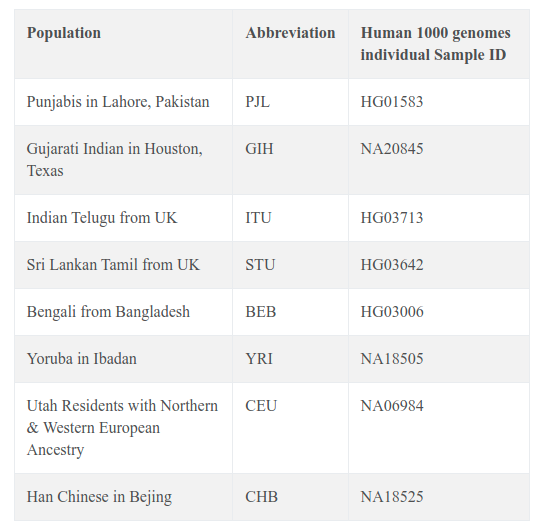 Population Abbreviation Human 1000 genomes
individual Sample ID
Punjabis in Lahore, Pakistan PJL HG01583
Gujarati Indian in Houston, GIH NA20845
Texas
Indian Telugu from UK ITU HG03713
Sri Lankan Tamil from UK STU HG03642
Bengali from Bangladesh BEB HG03006
Yoruba in Ibadan YRI NA18505
Utah Residents with Northern CEU NA06984
& Western European
Ancestry
Han Chinese in Bejing CHB NA18525